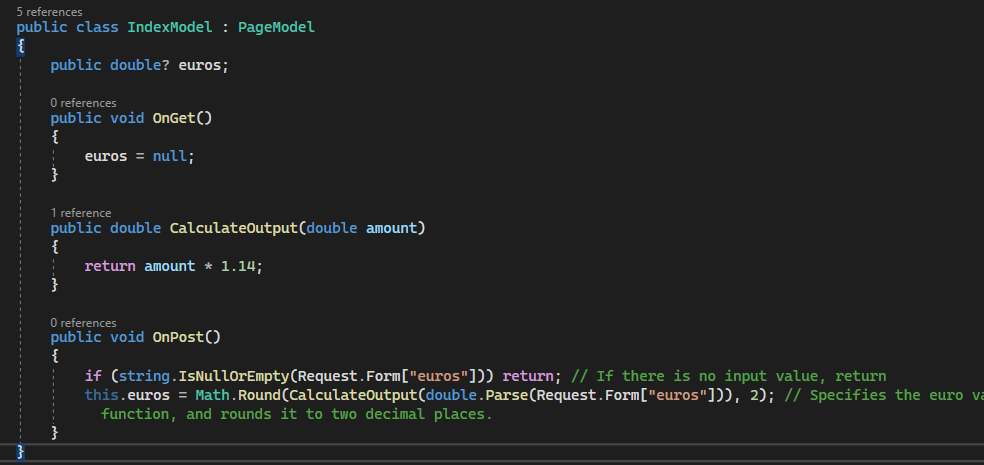 5 references
public class IndexModel : PageModel
{
public double? euros;
0 references
public void OnGet()
{
euros = null;
}
1 reference
public double CalculateOutput(double amount)
{
return amount * 1.14;
}
0 references
public void OnPost()
{
if (string.IsNullOrEmpty(Request.Form["euros"])) return; // If there is no input value, return
this.euros = Math.Round(CalculateOutput(double.Parse(Request.Form["euros"])), 2); // Specifies the euro va
function, and rounds it to two decimal places.
}
}